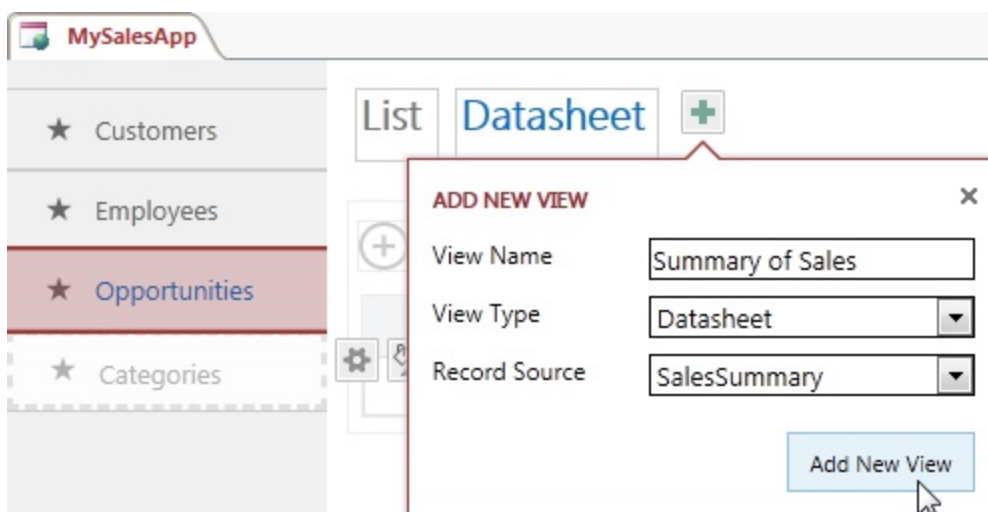 MySalesApp
Customers
Employees
Opportunities
Categories
List Datasheet
ADD NEW VIEW
View Name Summary of Sales
View Type Datasheet
Record Source SalesSummary
Add New View